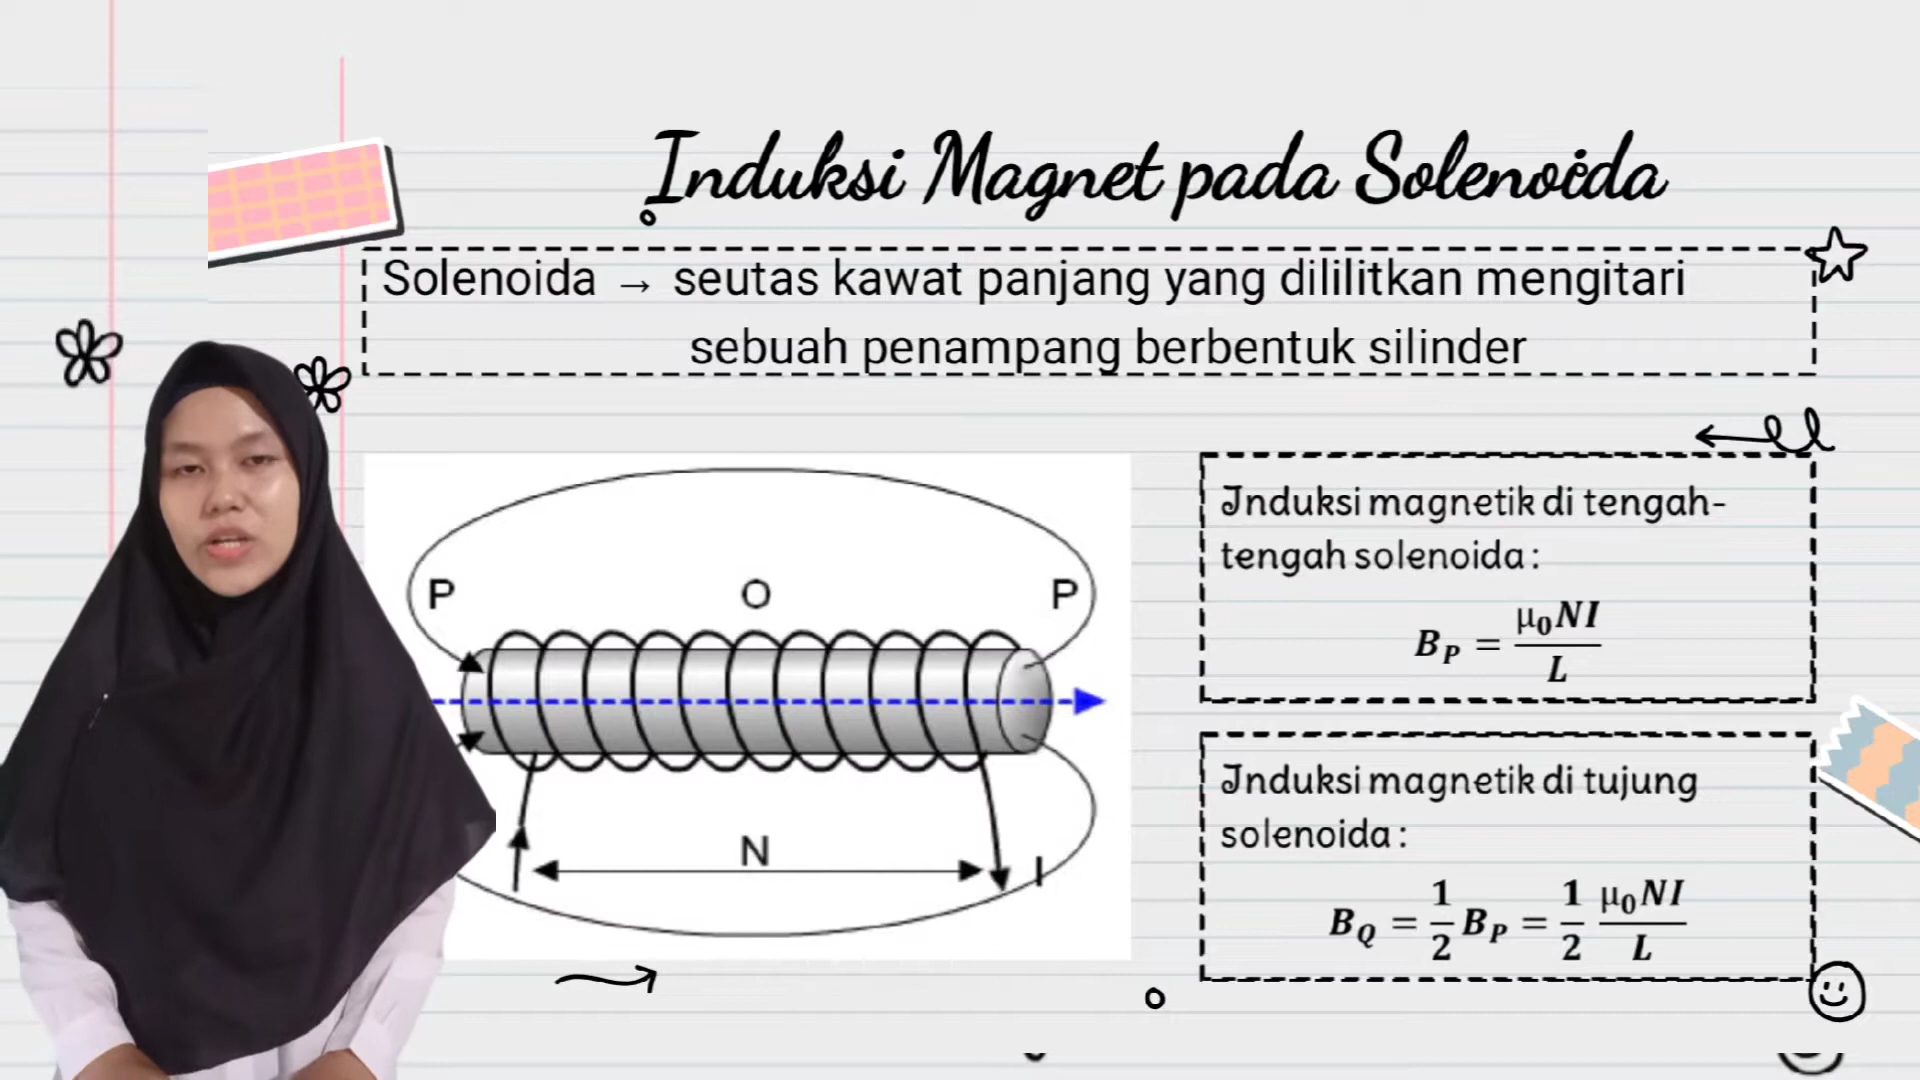 Induksi Magnet pada Solenoida
Solenoida → seutas kawat panjang yang dililitkan mengitari
sebuah penampang berbentuk silinder
P O P
N
I
Induksi magnetik di tengah-
tengah solenoida :
B_P = μ₀NI / L
Induksi magnetik di tujung
solenoida :
B_Q = 1/2 B_P = 1/2 μ₀NI / L